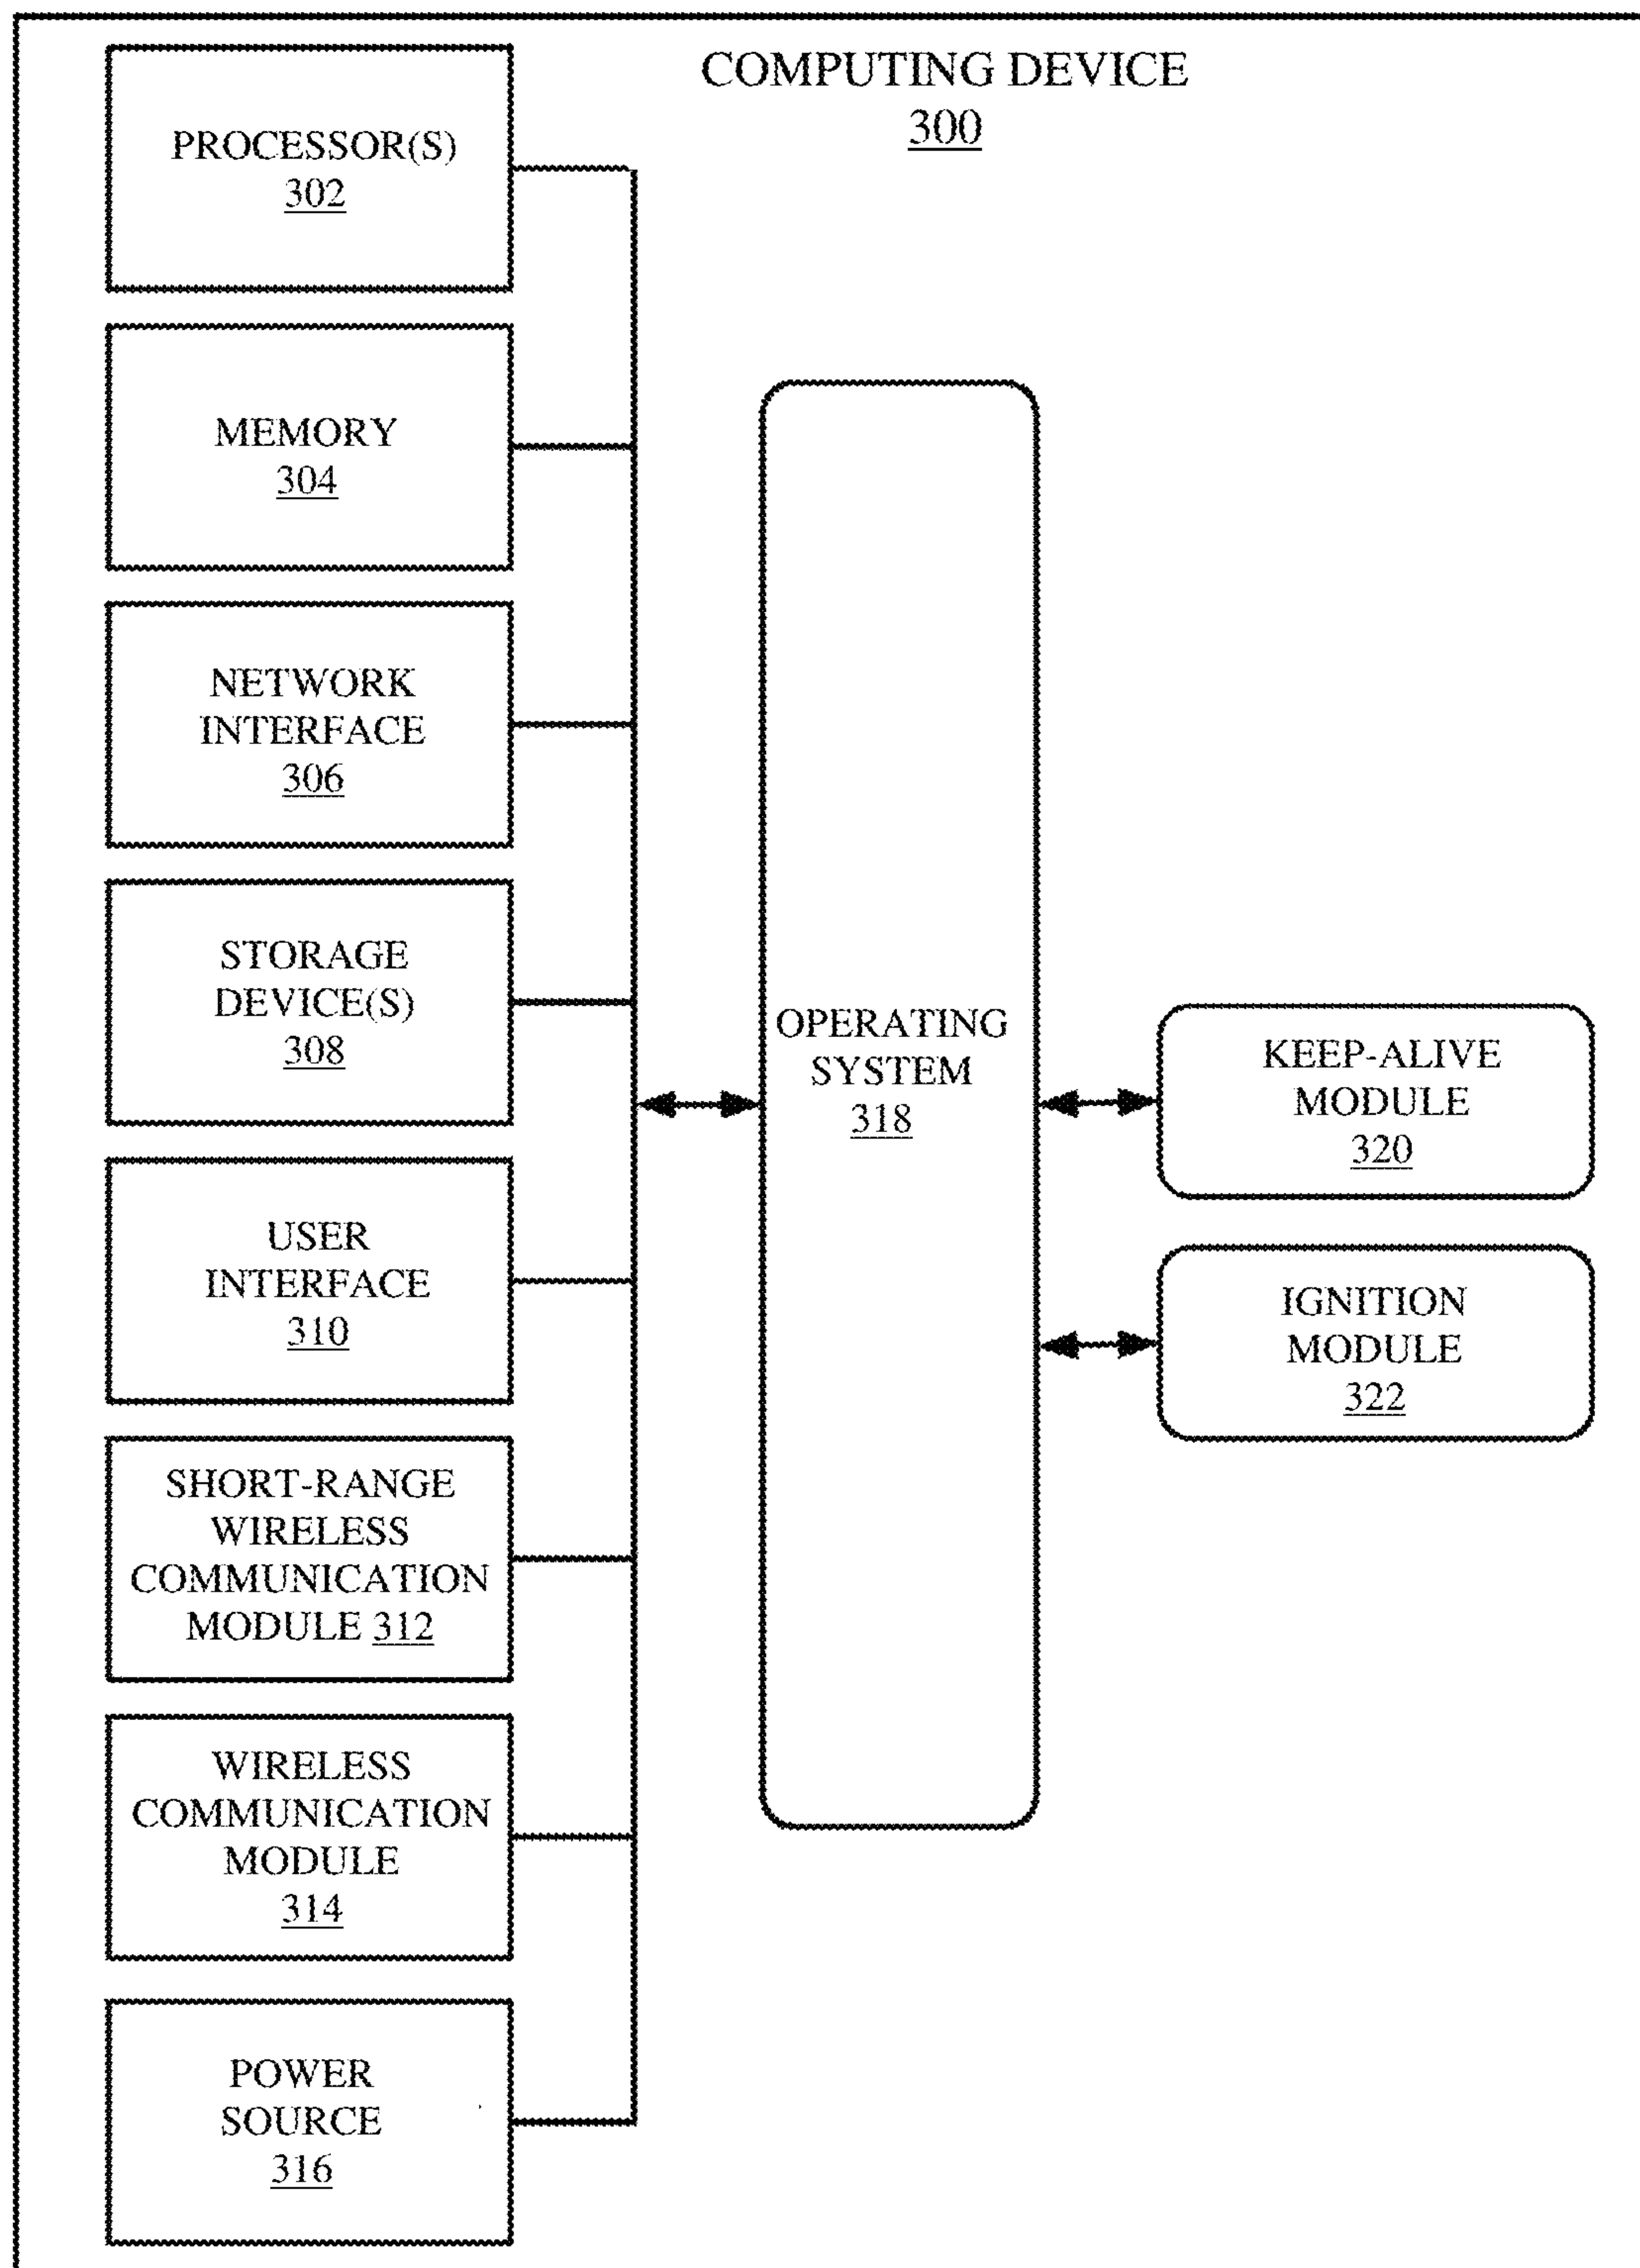 COMPUTING DEVICE
300
PROCESSOR(S)
302
MEMORY
304
NETWORK
INTERFACE
306
STORAGE
DEVICE(S)
308
USER
INTERFACE
310
SHORT-RANGE
WIRELESS
COMMUNICATION
MODULE 312
WIRELESS
COMMUNICATION
MODULE
314
POWER
SOURCE
316
OPERATING
SYSTEM
318
KEEP-ALIVE
MODULE
320
IGNITION
MODULE
322